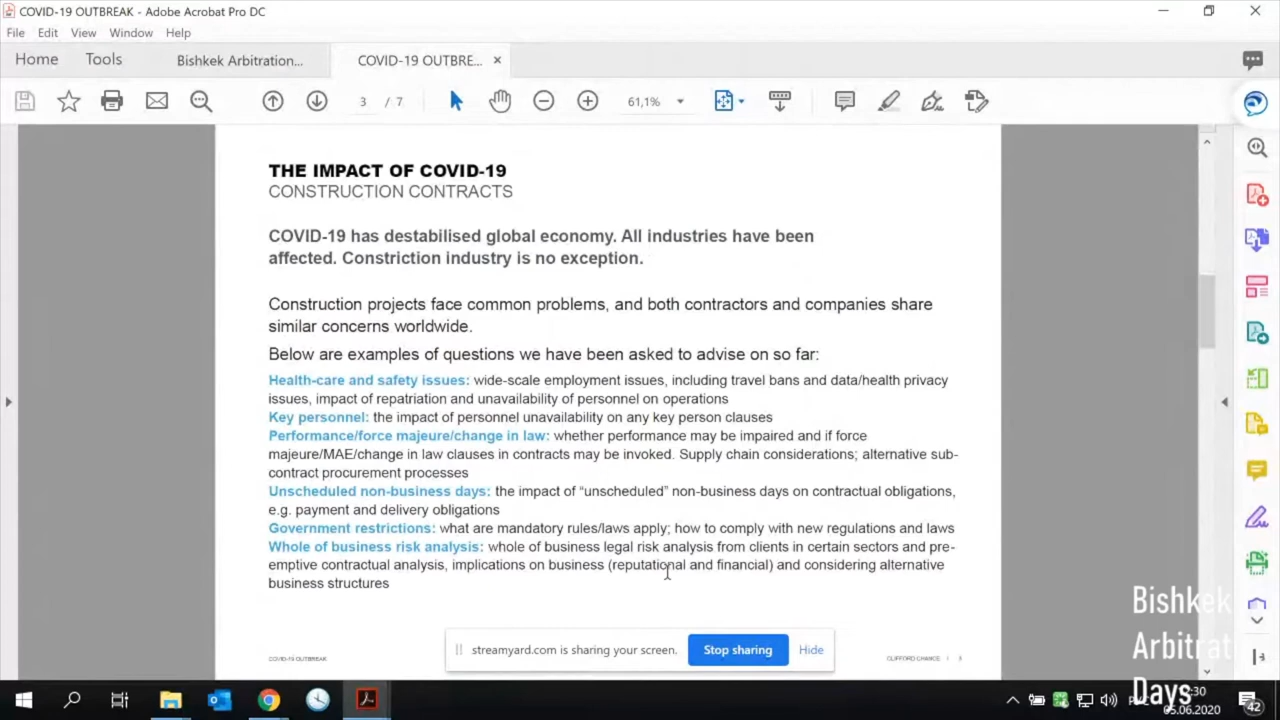 COVID-19 OUTBREAK - Adobe Acrobat Pro DC
File Edit View Window Help
Home Tools Bishkek Arbitration... COVID-19 OUTBRE... ×
3 / 7 61,1%
THE IMPACT OF COVID-19
CONSTRUCTION CONTRACTS
COVID-19 has destabilised global economy. All industries have been
affected. Constriction industry is no exception.
Construction projects face common problems, and both contractors and companies share
similar concerns worldwide.
Below are examples of questions we have been asked to advise on so far:
Health-care and safety issues: wide-scale employment issues, including travel bans and data/health privacy
issues, impact of repatriation and unavailability of personnel on operations
Key personnel: the impact of personnel unavailability on any key person clauses
Performance/force majeure/change in law: whether performance may be impaired and if force
majeure/MAE/change in law clauses in contracts may be invoked. Supply chain considerations; alternative sub-
contract procurement processes
Unscheduled non-business days: the impact of “unscheduled” non-business days on contractual obligations,
e.g. payment and delivery obligations
Government restrictions: what are mandatory rules/laws apply; how to comply with new regulations and laws
Whole of business risk analysis: whole of business legal risk analysis from clients in certain sectors and pre-
emptive contractual analysis, implications on business (reputational and financial) and considering alternative
business structures
COVID-19 OUTBREAK
CLIFFORD CHANCE | 3
streamyard.com is sharing your screen. Stop sharing Hide
Bishkek
Arbitrat
Days
:30
05.06.2020
42